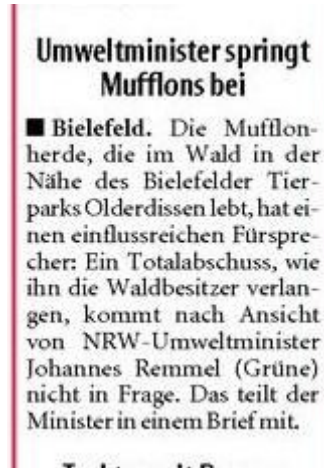 Umweltminister springt
Mufflons bei
■ Bielefeld. Die Mufflon-
herde, die im Wald in der
Nähe des Bielefelder Tier-
parks Olderdissen lebt, hat ei-
nen einflussreichen Fürspre-
cher: Ein Totalabschuss, wie
ihn die Waldbesitzer verlan-
gen, kommt nach Ansicht
von NRW-Umweltminister
Johannes Remmel (Grüne)
nicht in Frage. Das teilt der
Minister in einem Brief mit.